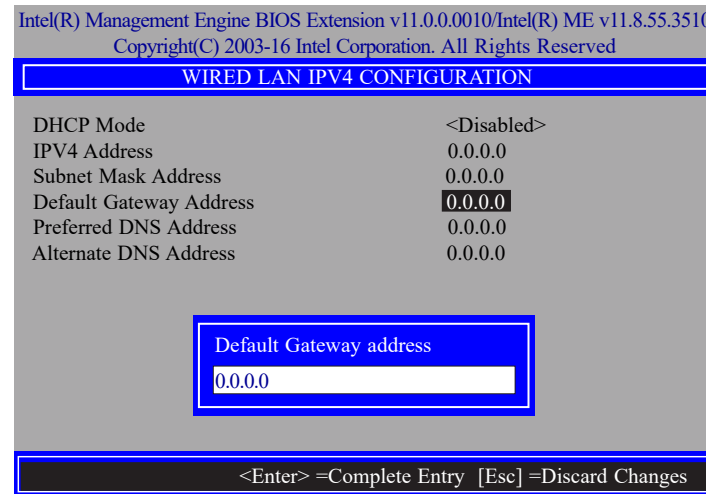 Intel(R) Management Engine BIOS Extension v11.0.0.0010/Intel(R) ME v11.8.55.3510
Copyright(C) 2003-16 Intel Corporation. All Rights Reserved
WIRED LAN IPV4 CONFIGURATION
DHCP Mode <Disabled>
IPV4 Address 0.0.0.0
Subnet Mask Address 0.0.0.0
Default Gateway Address 0.0.0.0
Preferred DNS Address 0.0.0.0
Alternate DNS Address 0.0.0.0
Default Gateway address
0.0.0.0
<Enter> =Complete Entry [Esc] =Discard Changes